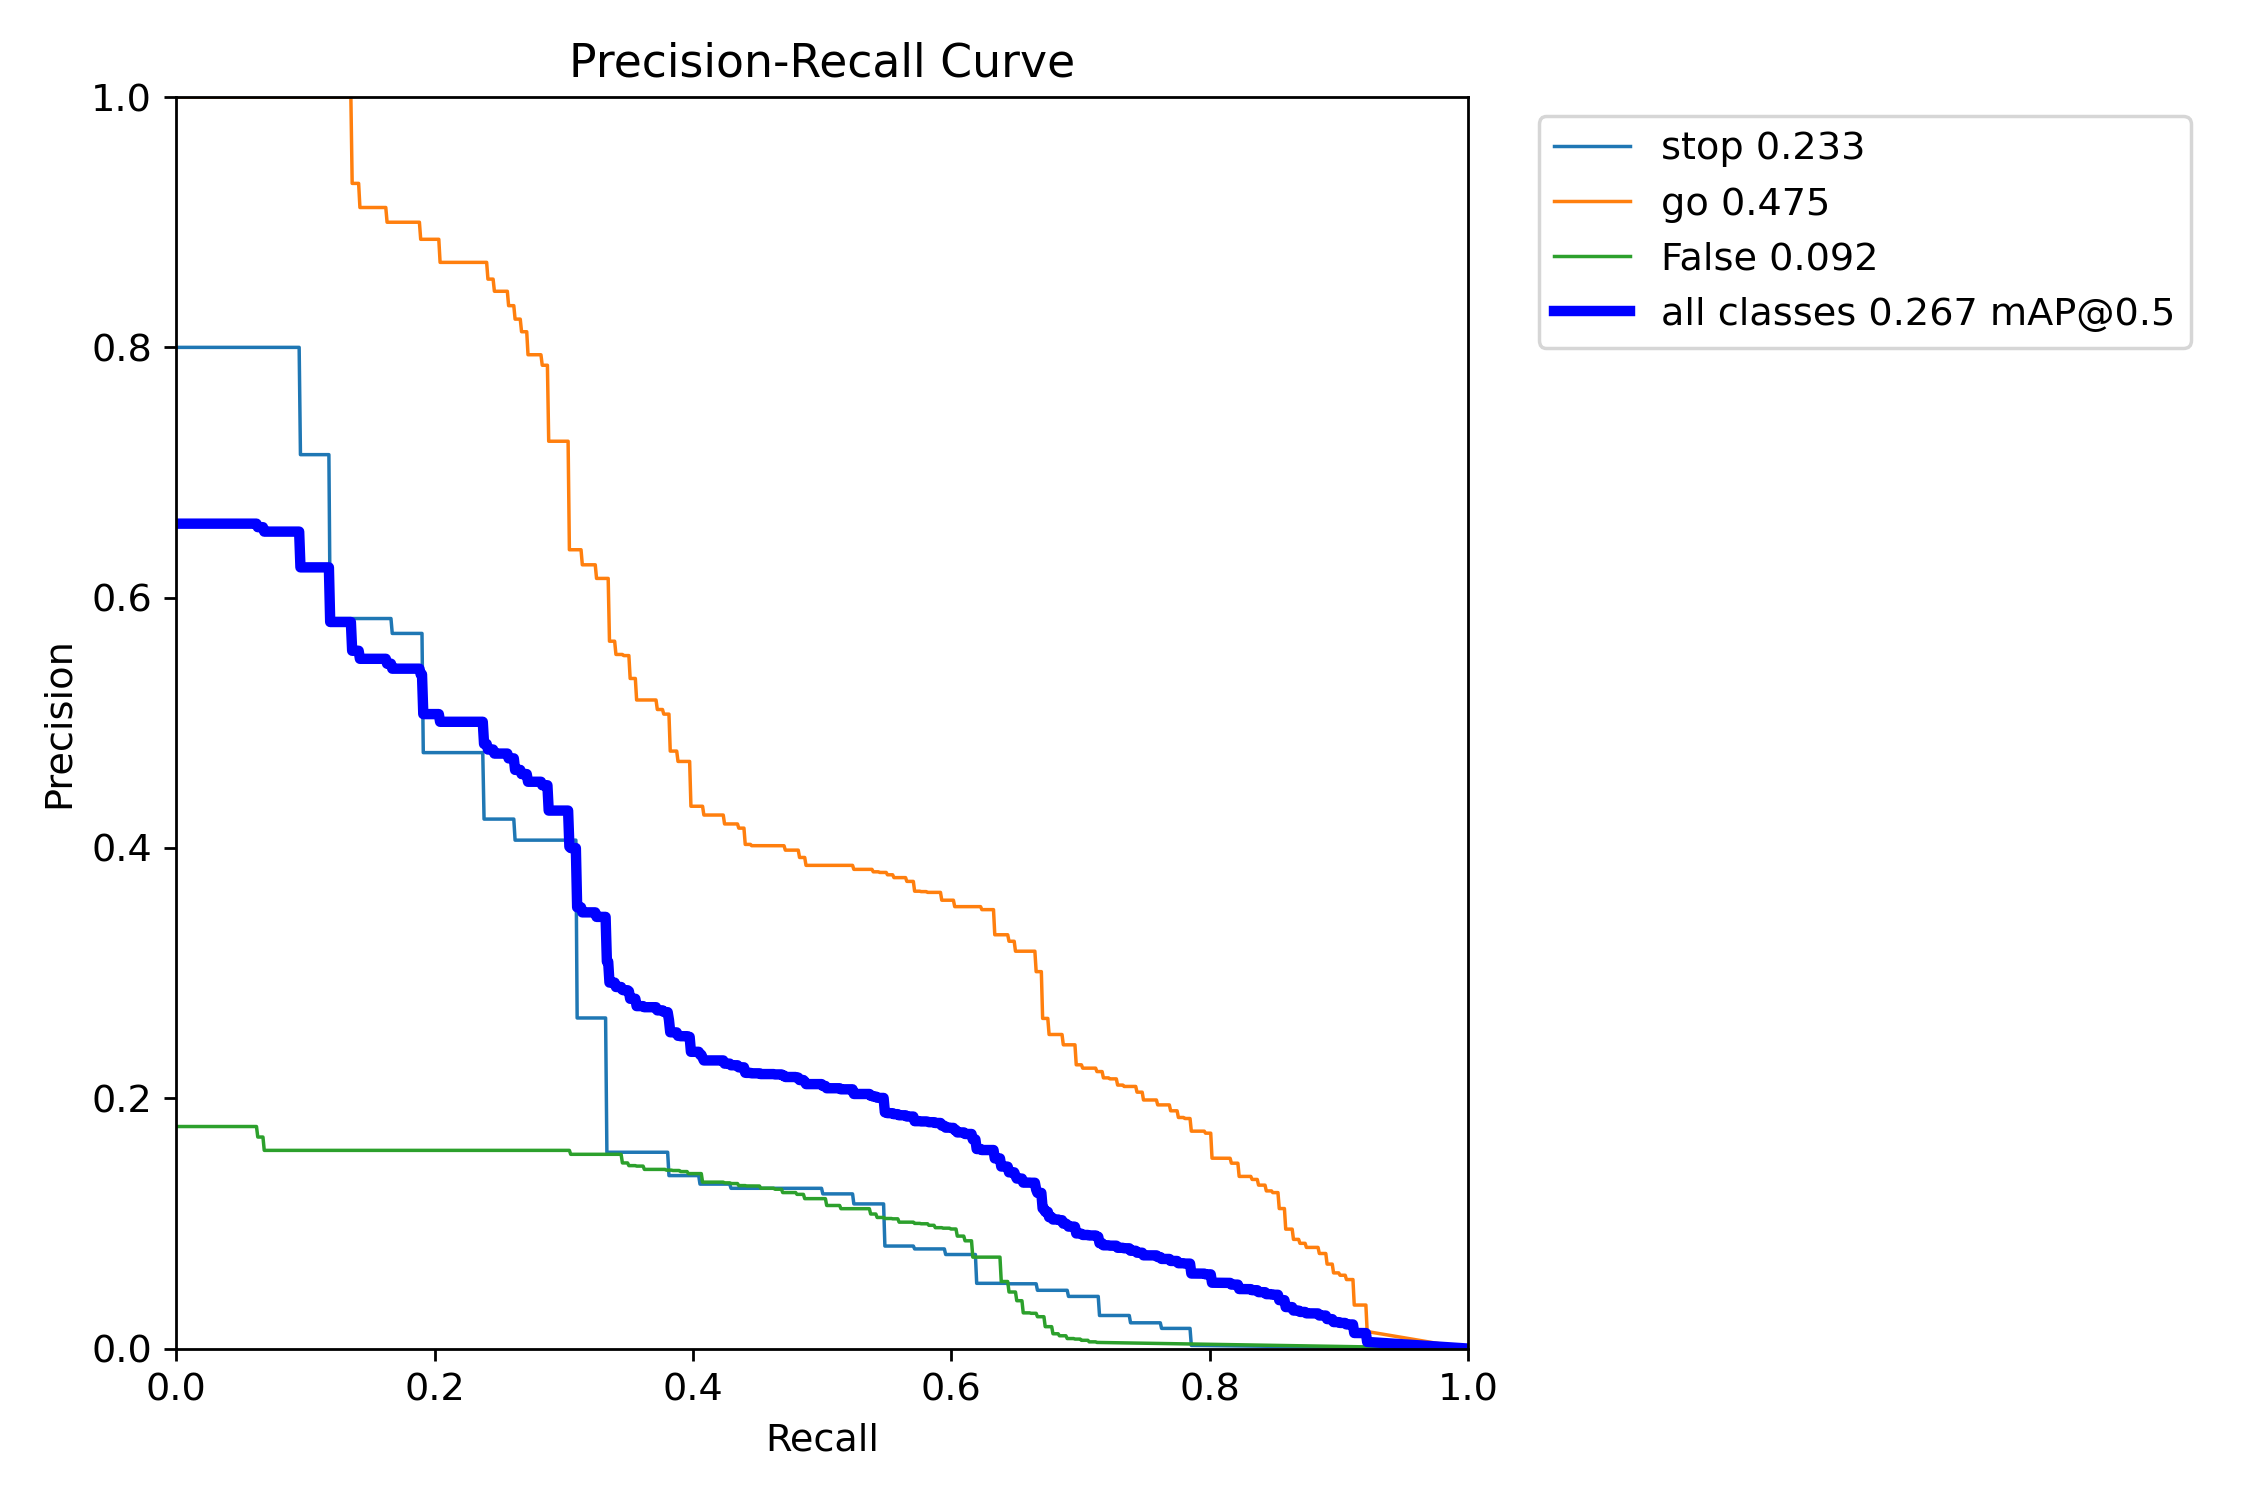 Precision-Recall Curve
1.0
0.8
0.6
0.4
0.2
0.0
Precision
0.0 0.2 0.4 0.6 0.8 1.0
Recall
stop 0.233
go 0.475
False 0.092
all classes 0.267 mAP@0.5